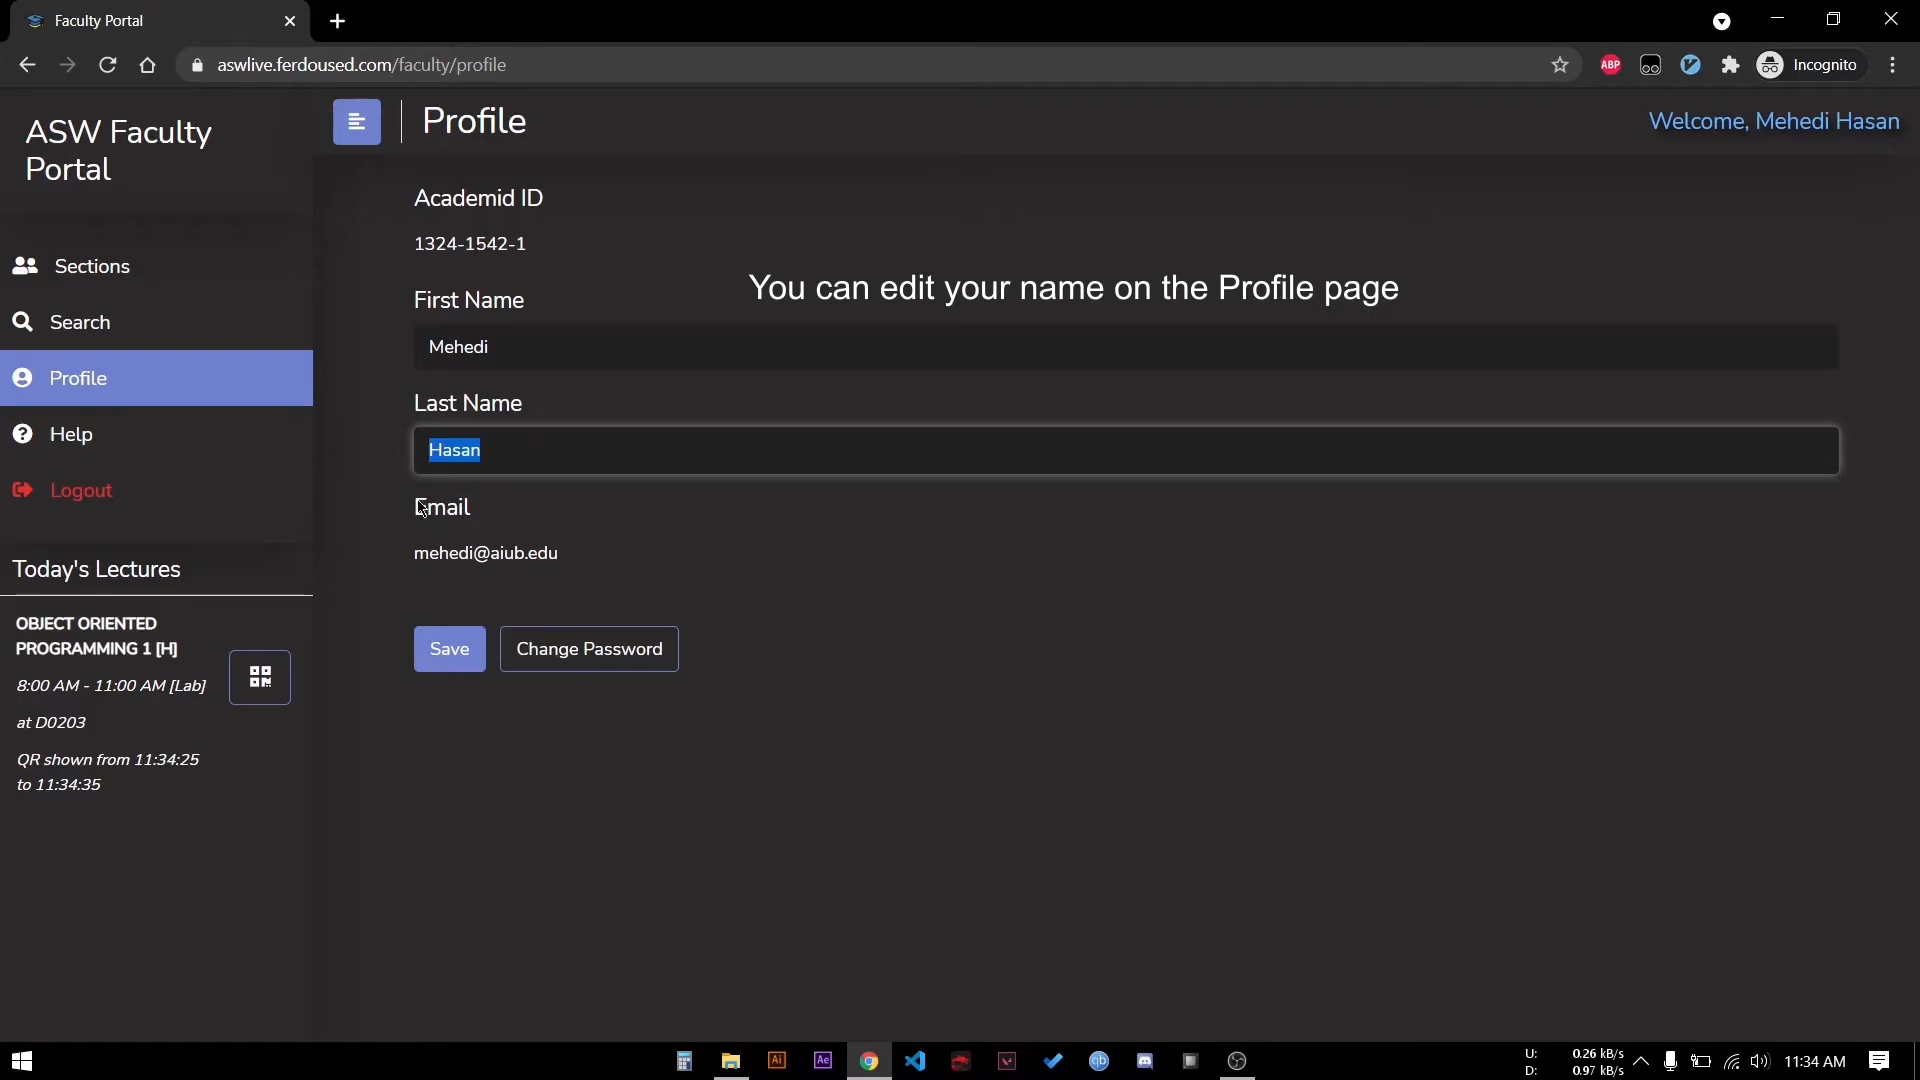 Faculty Portal
aswlive.ferdoused.com/faculty/profile
ABP
Incognito
ASW Faculty
Portal
Profile
Welcome, Mehedi Hasan
Sections
Search
Profile
Help
Logout
Today's Lectures
OBJECT ORIENTED
PROGRAMMING 1 [H]
8:00 AM - 11:00 AM [Lab]
at D0203
QR shown from 11:34:25
to 11:34:35
Academid ID
1324-1542-1
You can edit your name on the Profile page
First Name
Mehedi
Last Name
Hasan
Email
mehedi@aiub.edu
Save
Change Password
Ai
Ae
qb
U: 0.26 kB/s
D: 0.97 kB/s
11:34 AM